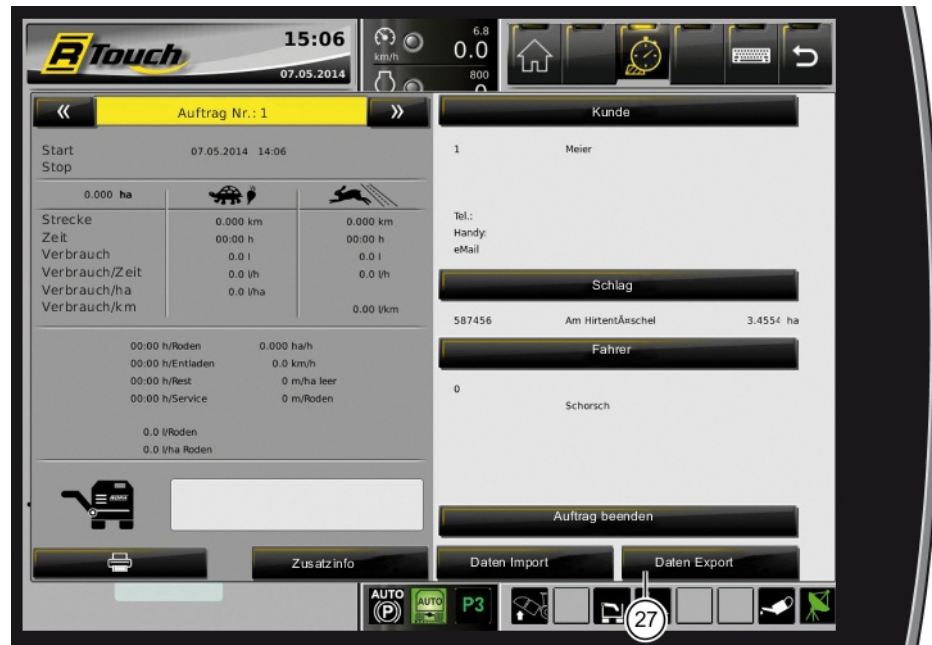 R Touch
15:06
07.05.2014
km/h
6.8
0.0
800
Auftrag Nr.: 1
Start 07.05.2014 14:06
Stop
0.000 ha
Strecke 0.000 km 0.000 km
Zeit 00:00 h 00:00 h
Verbrauch 0.0 l 0.0 l
Verbrauch/Zeit 0.0 l/h 0.0 l/h
Verbrauch/ha 0.0 l/ha
Verbrauch/km 0.00 l/km
00:00 h/Roden 0.000 ha/h
00:00 h/Entladen 0.0 km/h
00:00 h/Rest 0 m/ha leer
00:00 h/Service 0 m/Roden
0.0 l/Roden
0.0 l/ha Roden
Zusatzinfo
Kunde
1 Meier
Tel.:
Handy:
eMail
Schlag
587456 Am HirtentÃ¤schel 3.4554 ha
Fahrer
0
Schorsch
Auftrag beenden
Daten Import Daten Export
AUTO
(P)
AUTO
P3
27